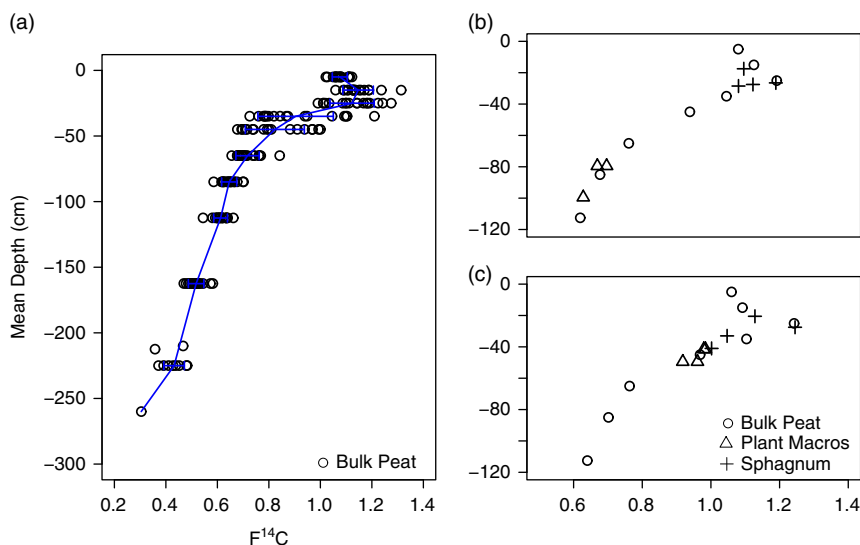 (a)
Mean Depth (cm)
0
−50
−100
−150
−200
−250
−300
0.2 0.4 0.6 0.8 1.0 1.2 1.4
F¹⁴C
Bulk Peat
(b)
0
−40
−80
−120
(c)
0
−40
−80
−120
0.6 0.8 1.0 1.2 1.4
Bulk Peat
Plant Macros
Sphagnum